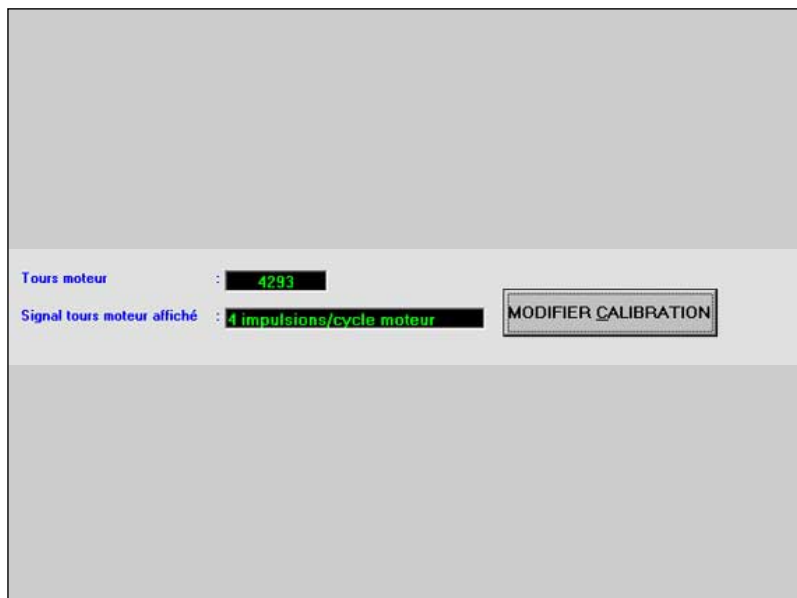 Tours moteur : 4293
Signal tours moteur affiché : 4 impulsions/cycle moteur
MODIFIER CALIBRATION